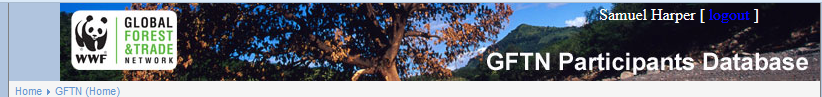 Samuel Harper [ logout ]
WWF
GLOBAL
FOREST
& TRADE
NETWORK
GFTN Participants Database
Home ▸ GFTN (Home)